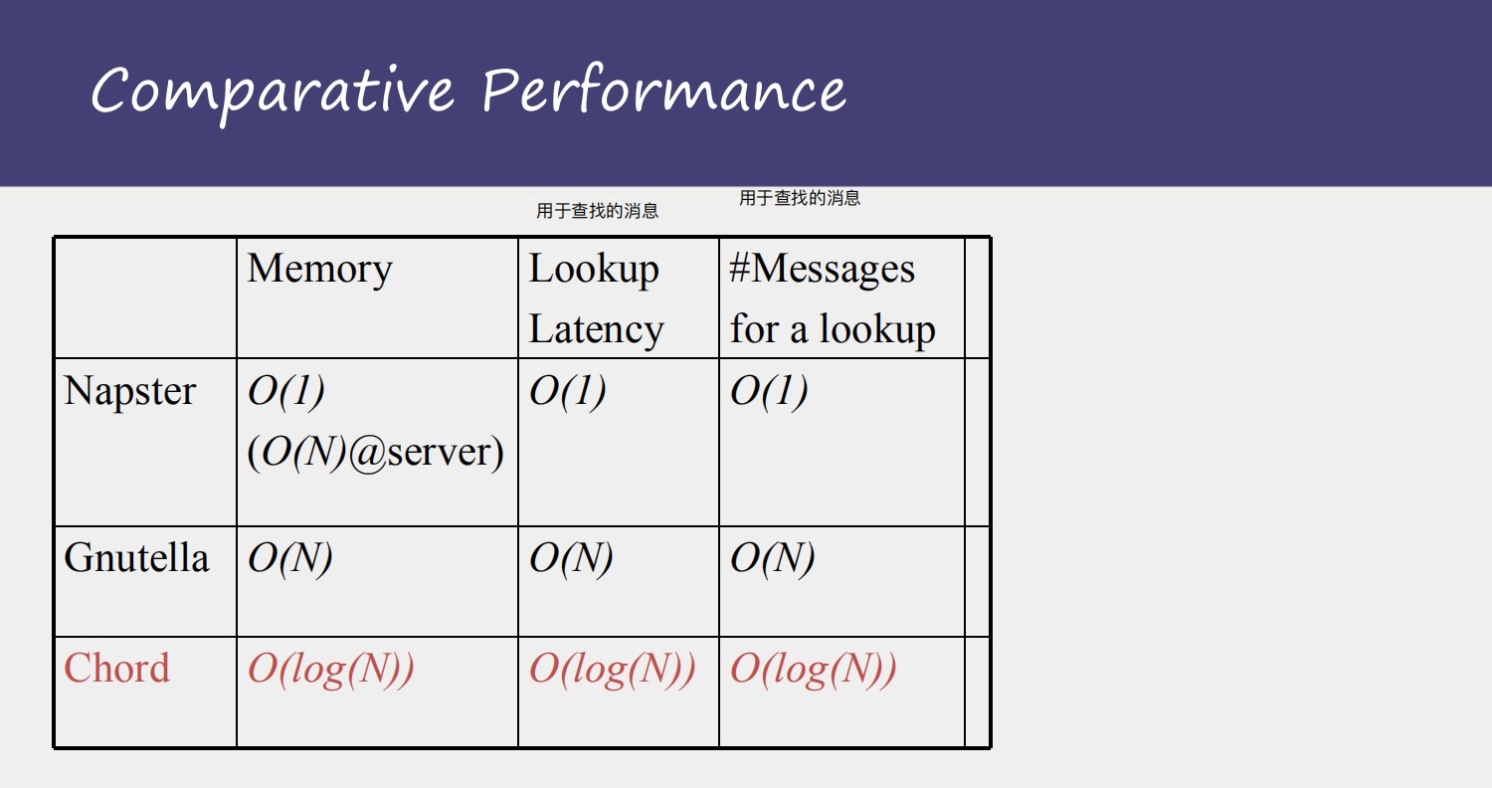 Comparative Performance
用于查找的消息
用于查找的消息
Memory
Lookup
Latency
#Messages
for a lookup
Napster
O(1)
(O(N)@server)
O(1)
O(1)
Gnutella
O(N)
O(N)
O(N)
Chord
O(log(N))
O(log(N))
O(log(N))